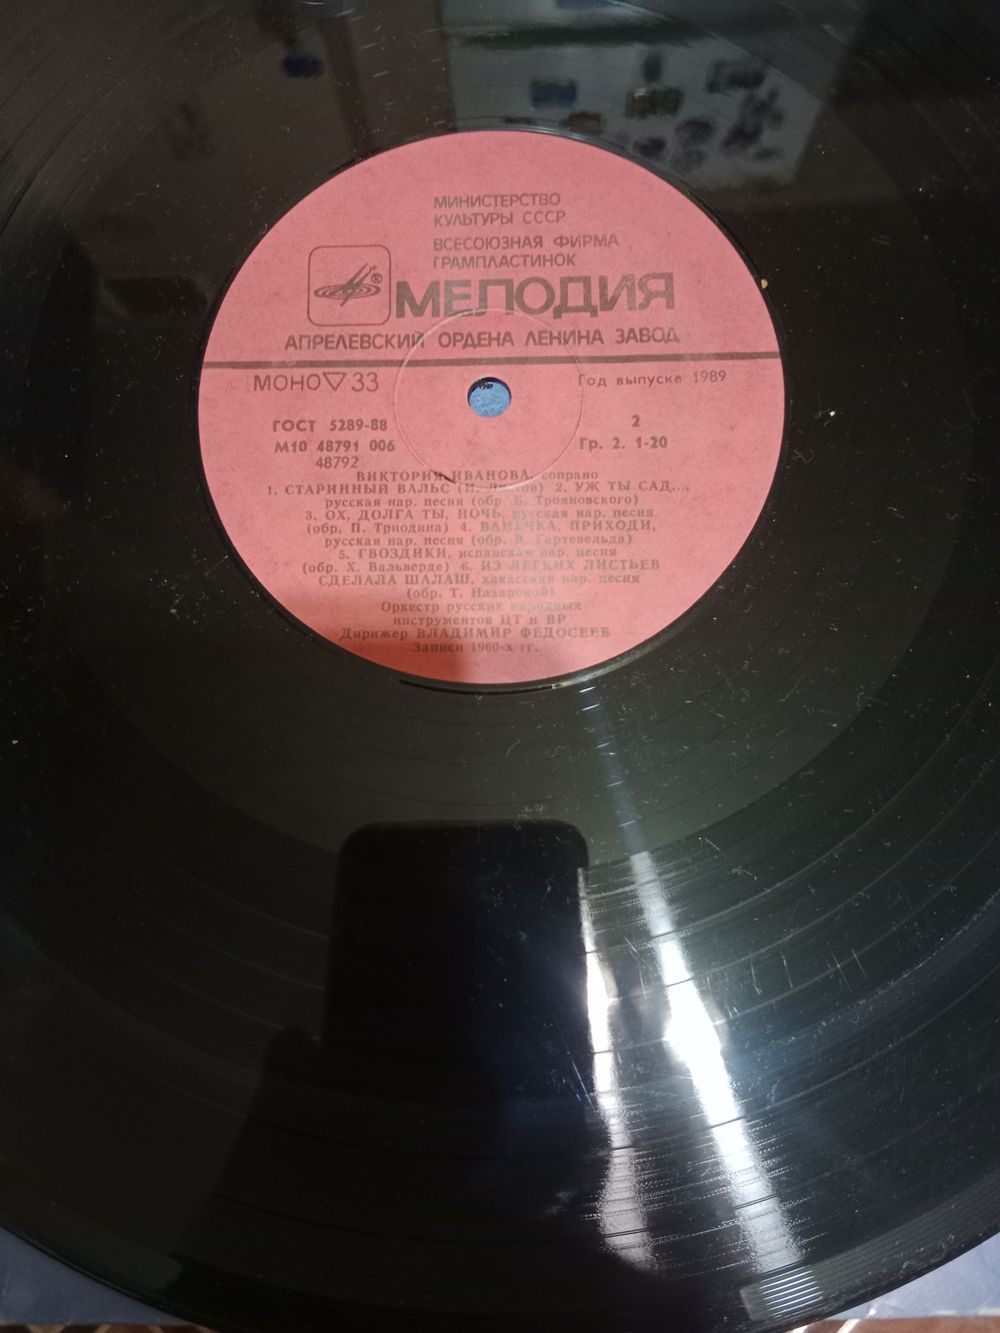 МИНИСТЕРСТВО
КУЛЬТУРЫ СССР
ВСЕСОЮЗНАЯ ФИРМА
ГРАМПЛАСТИНОК
® МЕЛОДИЯ
АПРЕЛЕВСКИЙ ОРДЕНА ЛЕНИНА ЗАВОД
МОНО ▽ 33
Год выпуска 1989
ГОСТ 5289-88
2
М10 48791 006
Гр. 2. 1-20
48792
ВИКТОРИЯ ИВАНОВА, сопрано
1. СТАРИННЫЙ ВАЛЬС (Н. Листов) 2. УЖ ТЫ САД...,
русская нар. песня (обр. Б. Трояновского)
3. ОХ, ДОЛГА ТЫ, НОЧЬ, русская нар. песня
(обр. П. Триодина) 4. ВАНЕЧКА, ПРИХОДИ,
русская нар. песня (обр. В. Гартевельда)
5. ГВОЗДИКИ, испанская нар. песня
(обр. Х. Вальверде) 6. ИЗ ЛЕГКИХ ЛИСТЬЕВ
СДЕЛАЛА ШАЛАШ, хакасская нар. песня
(обр. Т. Назаровой)
Оркестр русских народных
инструментов ЦТ и ВР
Дирижер ВЛАДИМИР ФЕДОСЕЕВ
Записи 1960-х гг.